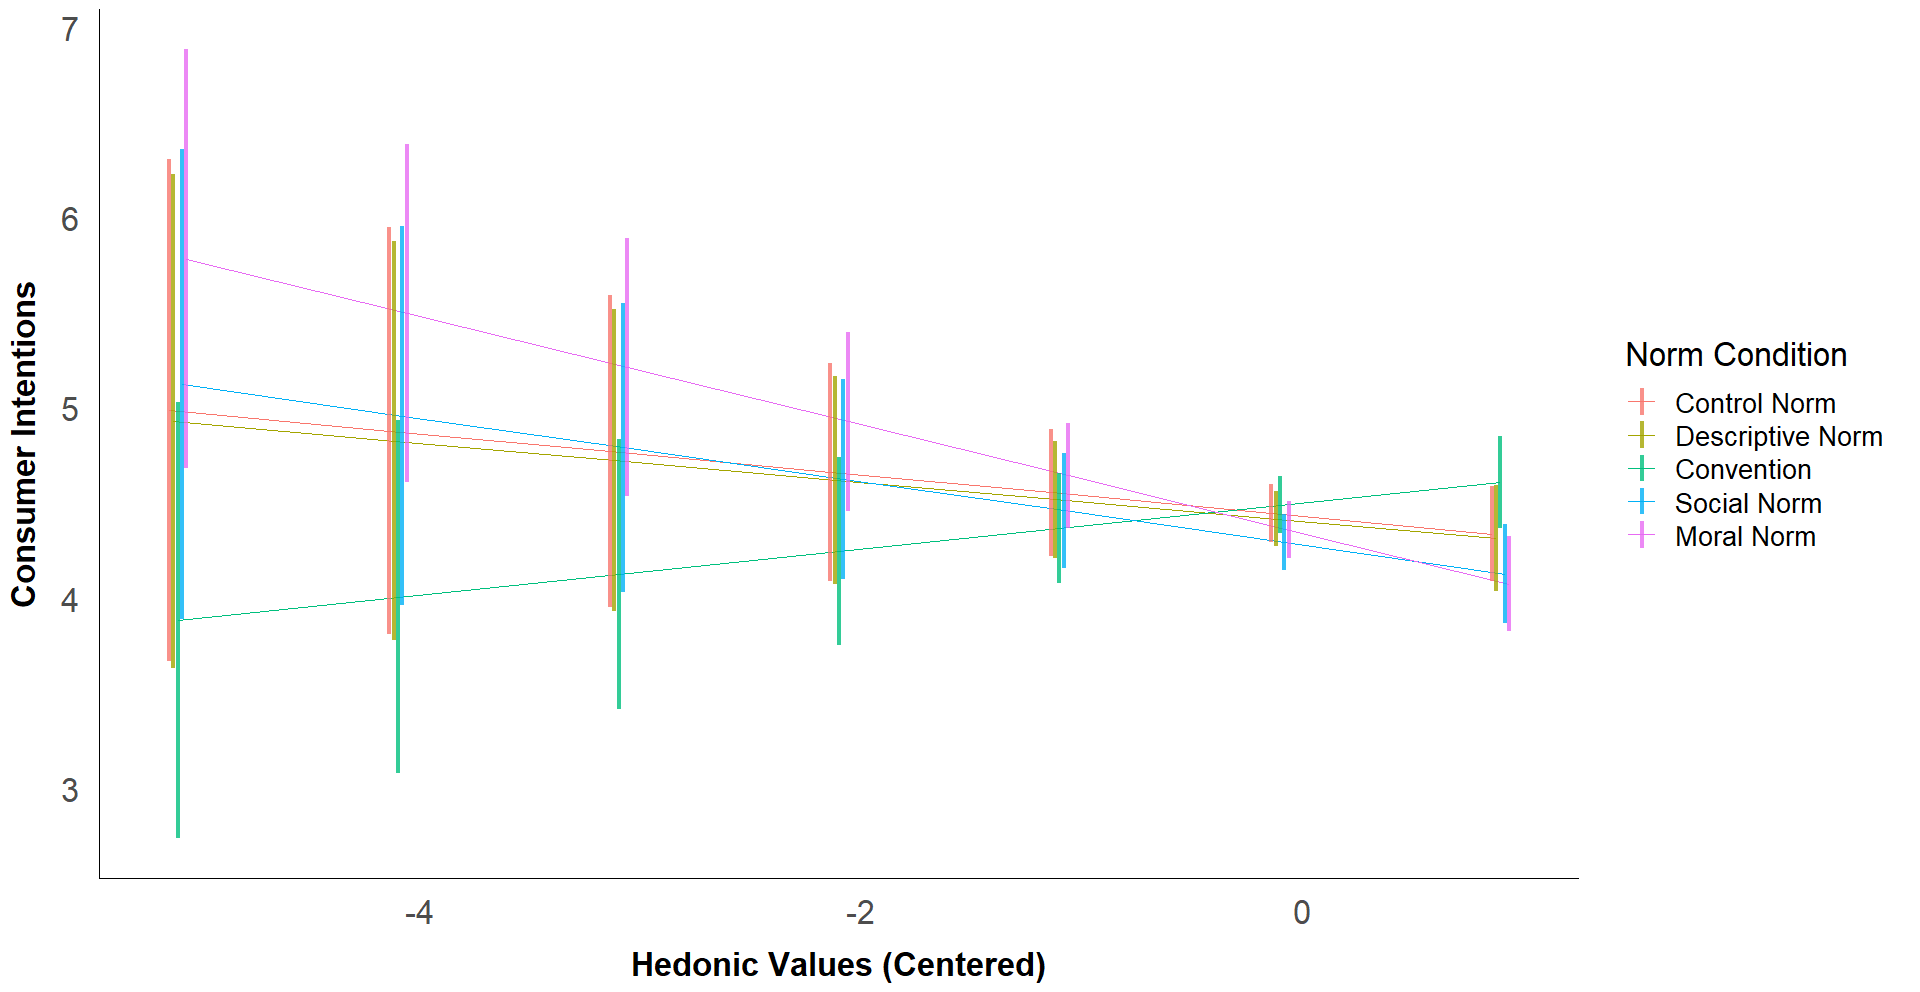 7
6
5
4
3
Consumer Intentions
-4
-2
0
Hedonic Values (Centered)
Norm Condition
Control Norm
Descriptive Norm
Convention
Social Norm
Moral Norm